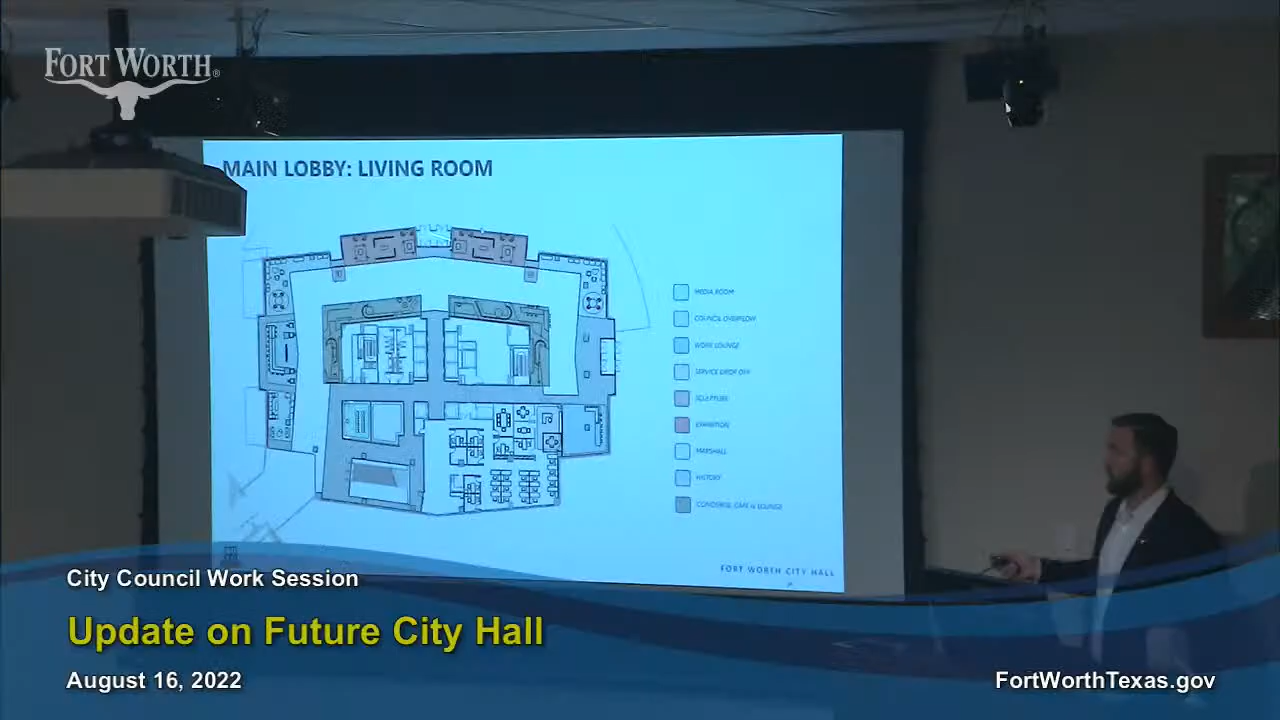 FORT WORTH®
MAIN LOBBY: LIVING ROOM
MEDIA ROOM
COUNCIL OVERFLOW
WORK LOUNGE
SERVICE DROP OFF
SCULPTURE
EXHIBITION
MARSHALL
HISTORY
CONCIERGE, CAFE & LOUNGE
FORT WORTH CITY HALL
City Council Work Session
Update on Future City Hall
August 16, 2022
FortWorthTexas.gov